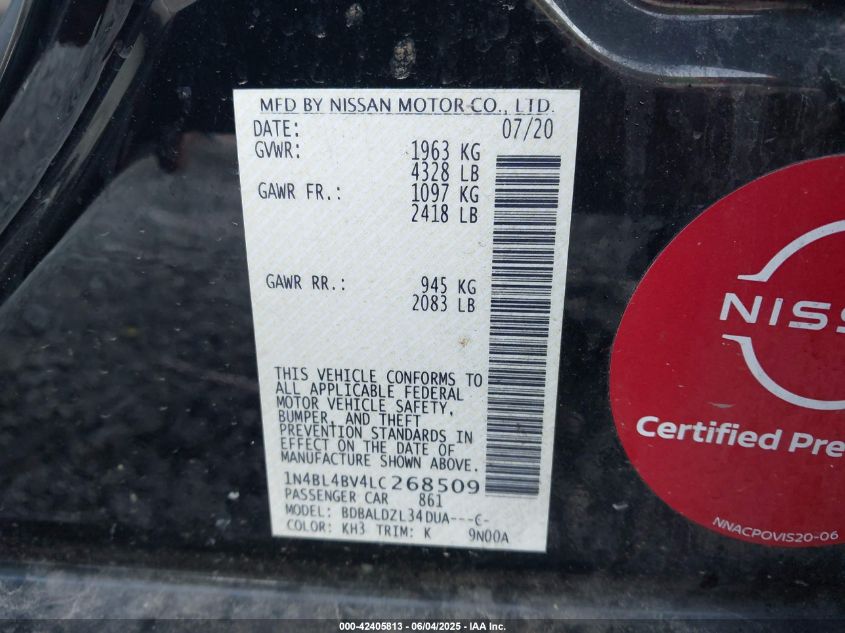 MFD BY NISSAN MOTOR CO., LTD.
DATE: 07/20
GVWR: 1963 KG
4328 LB
GAWR FR.: 1097 KG
2418 LB
GAWR RR.: 945 KG
2083 LB
THIS VEHICLE CONFORMS TO
ALL APPLICABLE FEDERAL
MOTOR VEHICLE SAFETY,
BUMPER, AND THEFT
PREVENTION STANDARDS IN
EFFECT ON THE DATE OF
MANUFACTURE SHOWN ABOVE.
1N4BL4BV4LC268509
PASSENGER CAR 861
MODEL: BDBALDZL34DUA---C-
COLOR: KH3 TRIM: K 9N00A
NISS
Certified Pre
NNACPOVIS20-06
000-42405813 - 06/04/2025 - IAA Inc.